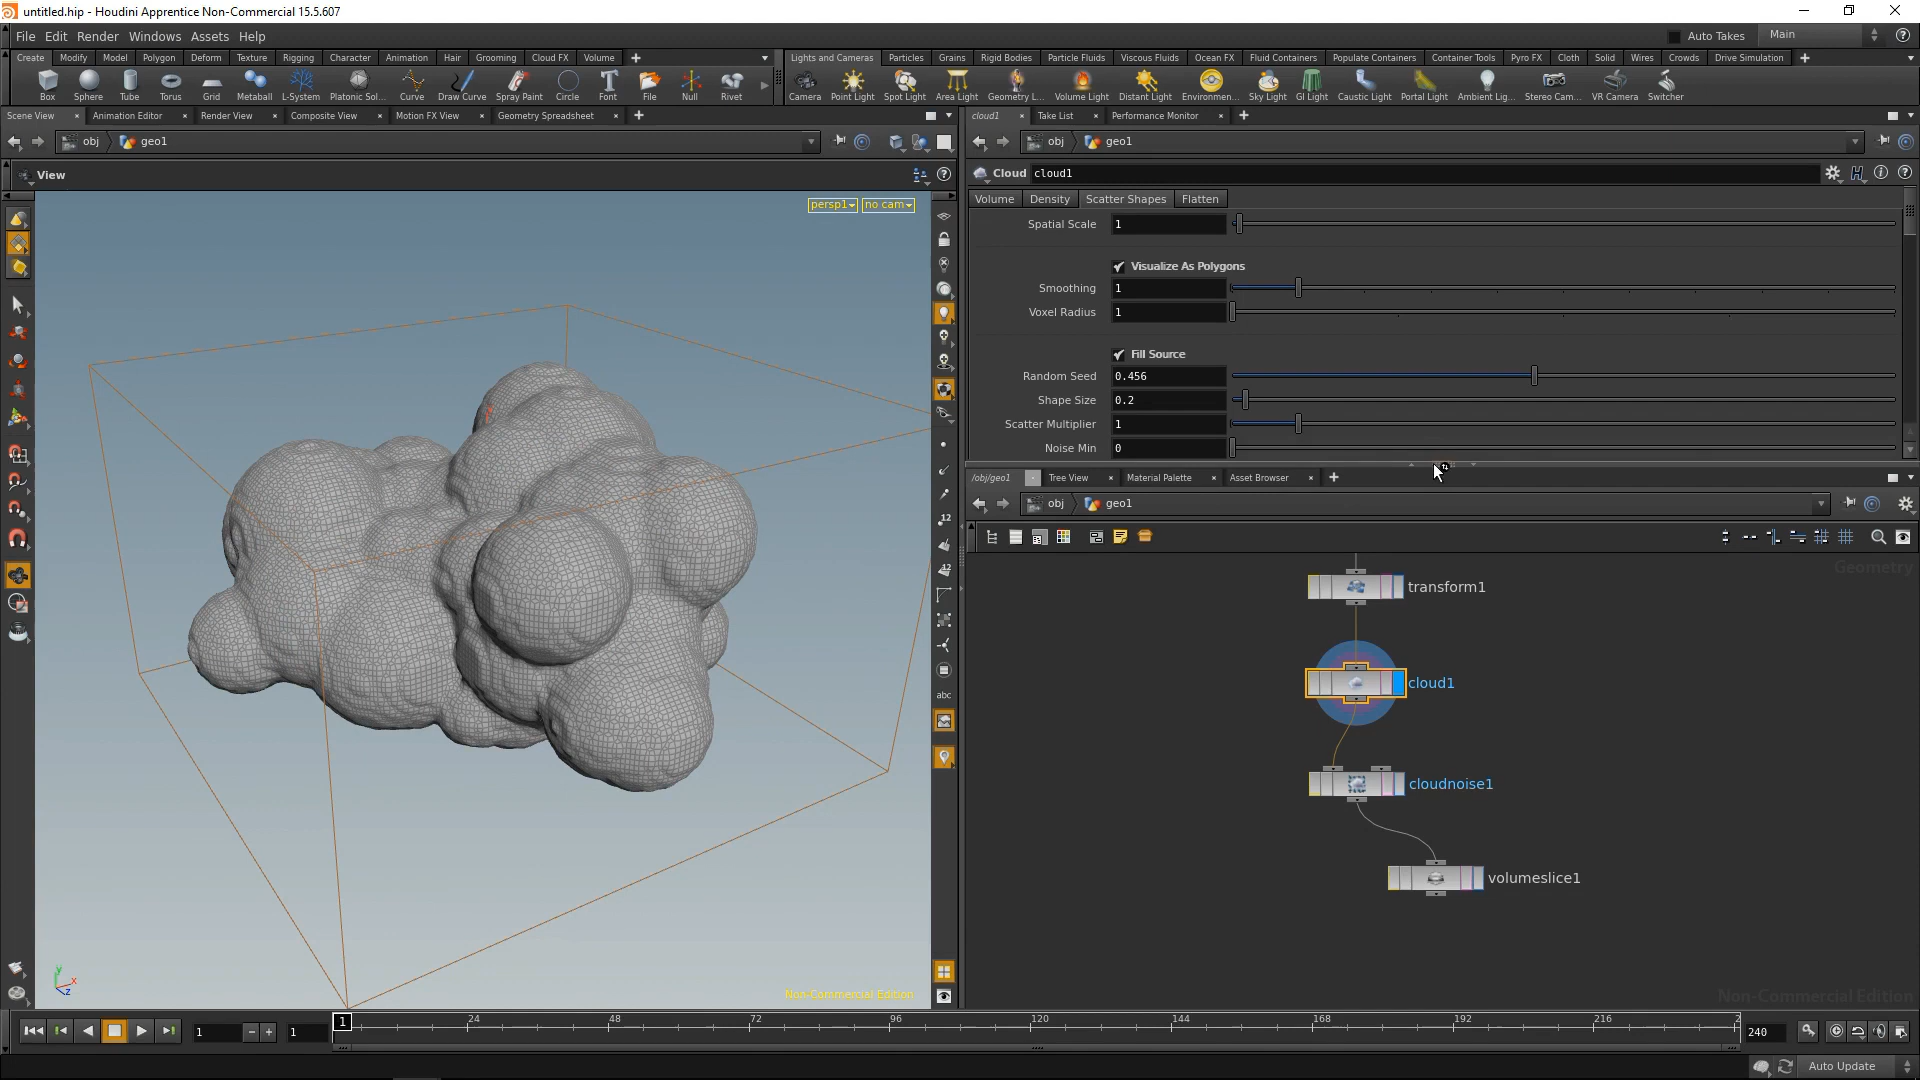 untitled.hip - Houdini Apprentice Non-Commercial 15.5.607
File Edit Render Windows Assets Help
Auto Takes Main
Create Modify Model Polygon Deform Texture Rigging Character Animation Hair Grooming Cloud FX Volume
Lights and Cameras Particles Grains Rigid Bodies Particle Fluids Viscous Fluids Ocean FX Fluid Containers Populate Containers Container Tools Pyro FX Cloth Solid Wires Crowds Drive Simulation
Box Sphere Tube Torus Grid Metaball L-System Platonic Sol... Curve Draw Curve Spray Paint Circle Font File Null Rivet
Camera Point Light Spot Light Area Light Geometry L... Volume Light Distant Light Environmen... Sky Light GI Light Caustic Light Portal Light Ambient Lig... Stereo Cam... VR Camera Switcher
Scene View Animation Editor Render View Composite View Motion FX View Geometry Spreadsheet
cloud1 Take List Performance Monitor
obj geo1
obj geo1
View
Cloud cloud1
Volume Density Scatter Shapes Flatten
persp1 no cam
Spatial Scale 1
Visualize As Polygons
Smoothing 1
Voxel Radius 1
Fill Source
Random Seed 0.456
Shape Size 0.2
Scatter Multiplier 1
Noise Min 0
/obj/geo1 Tree View Material Palette Asset Browser
obj geo1
12
12
abc
Geometry
transform1
cloud1
cloudnoise1
volumeslice1
y
x
z
Non-Commercial Edition
Non-Commercial Edition
1 1 1 24 48 72 96 120 144 168 192 216 2 240
Auto Update